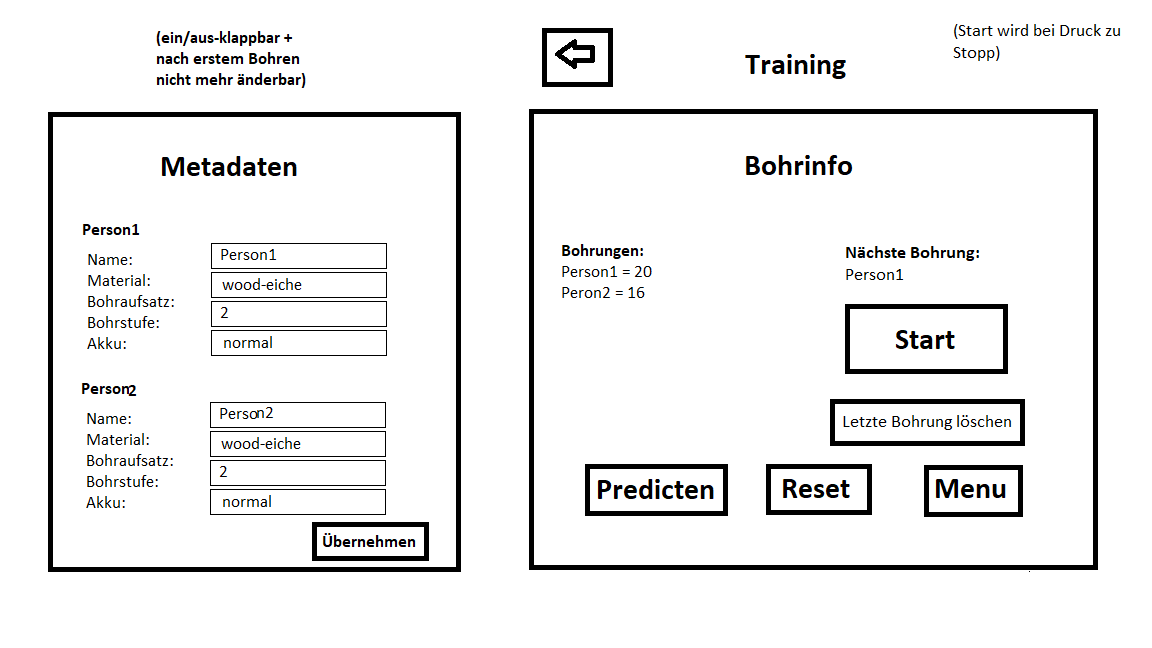 (ein/aus-klappbar +
nach erstem Bohren
nicht mehr änderbar)
Metadaten
Person1
Name: Person1
Material: wood-eiche
Bohraufsatz: 2
Bohrstufe:
Akku: normal
Person2
Name: Person2
Material: wood-eiche
Bohraufsatz: 2
Bohrstufe:
Akku: normal
Übernehmen
Training
(Start wird bei Druck zu
Stopp)
Bohrinfo
Bohrungen:
Person1 = 20
Peron2 = 16
Nächste Bohrung:
Person1
Start
Letzte Bohrung löschen
Predicten
Reset
Menu